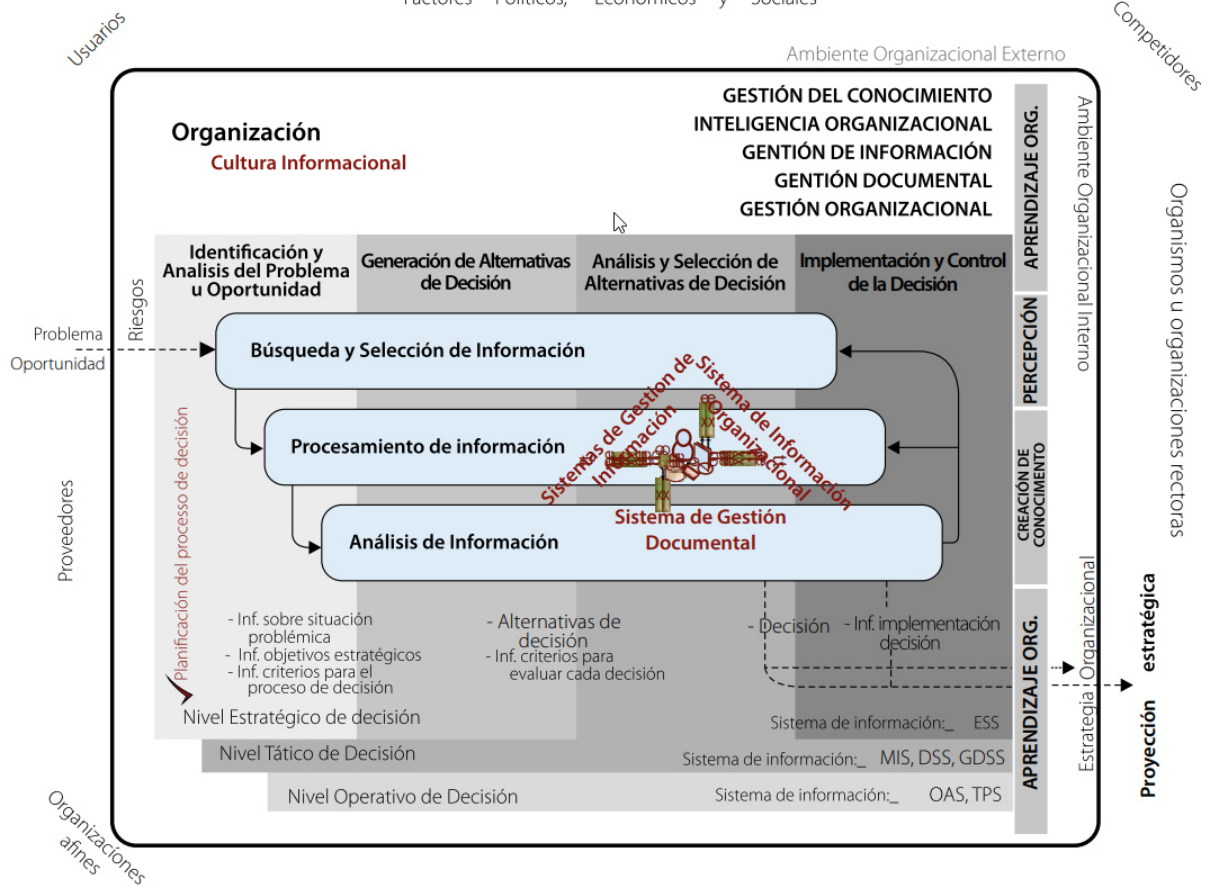 Factores Políticos, Económicos y Sociales
Usuarios
Competidores
Ambiente Organizacional Externo
GESTIÓN DEL CONOCIMIENTO
INTELIGENCIA ORGANIZACIONAL
GENTIÓN DE INFORMACIÓN
GENTIÓN DOCUMENTAL
GESTIÓN ORGANIZACIONAL
Organización
Cultura Informacional
APRENDIZAJE ORG.
Ambiente Organizacional Interno
Organismos u organizaciones rectoras
Identificación y
Analisis del Problema
u Oportunidad
Generación de Alternativas
de Decisión
Análisis y Selección de
Alternativas de Decisión
Implementación y Control
de la Decisión
Riesgos
Problema
Oportunidad
PERCEPCIÓN
Búsqueda y Selección de Información
Procesamiento de información
Análisis de Información
Sistemas de Gestion de
Información
Sistema de Información
Organizacional
Sistema de Gestión
Documental
CREACIÓN DE
CONOCIMIENTO
Proveedores
Planificación del proceso de decisión
- Inf. sobre situación
problémica
- Inf. objetivos estratégicos
- Inf. criterios para el
proceso de decisión
- Alternativas de
decisión
- Inf. criterios para
evaluar cada decisión
- Decisión
- Inf. implementación
decisión
APRENDIZAJE ORG.
Estrategia Organizacional
Proyección estratégica
Nivel Estratégico de decisión
Sistema de información:_ ESS
Nivel Tático de Decisión
Sistema de información:_ MIS, DSS, GDSS
Nivel Operativo de Decisión
Sistema de información:_ OAS, TPS
Organizaciones
afines